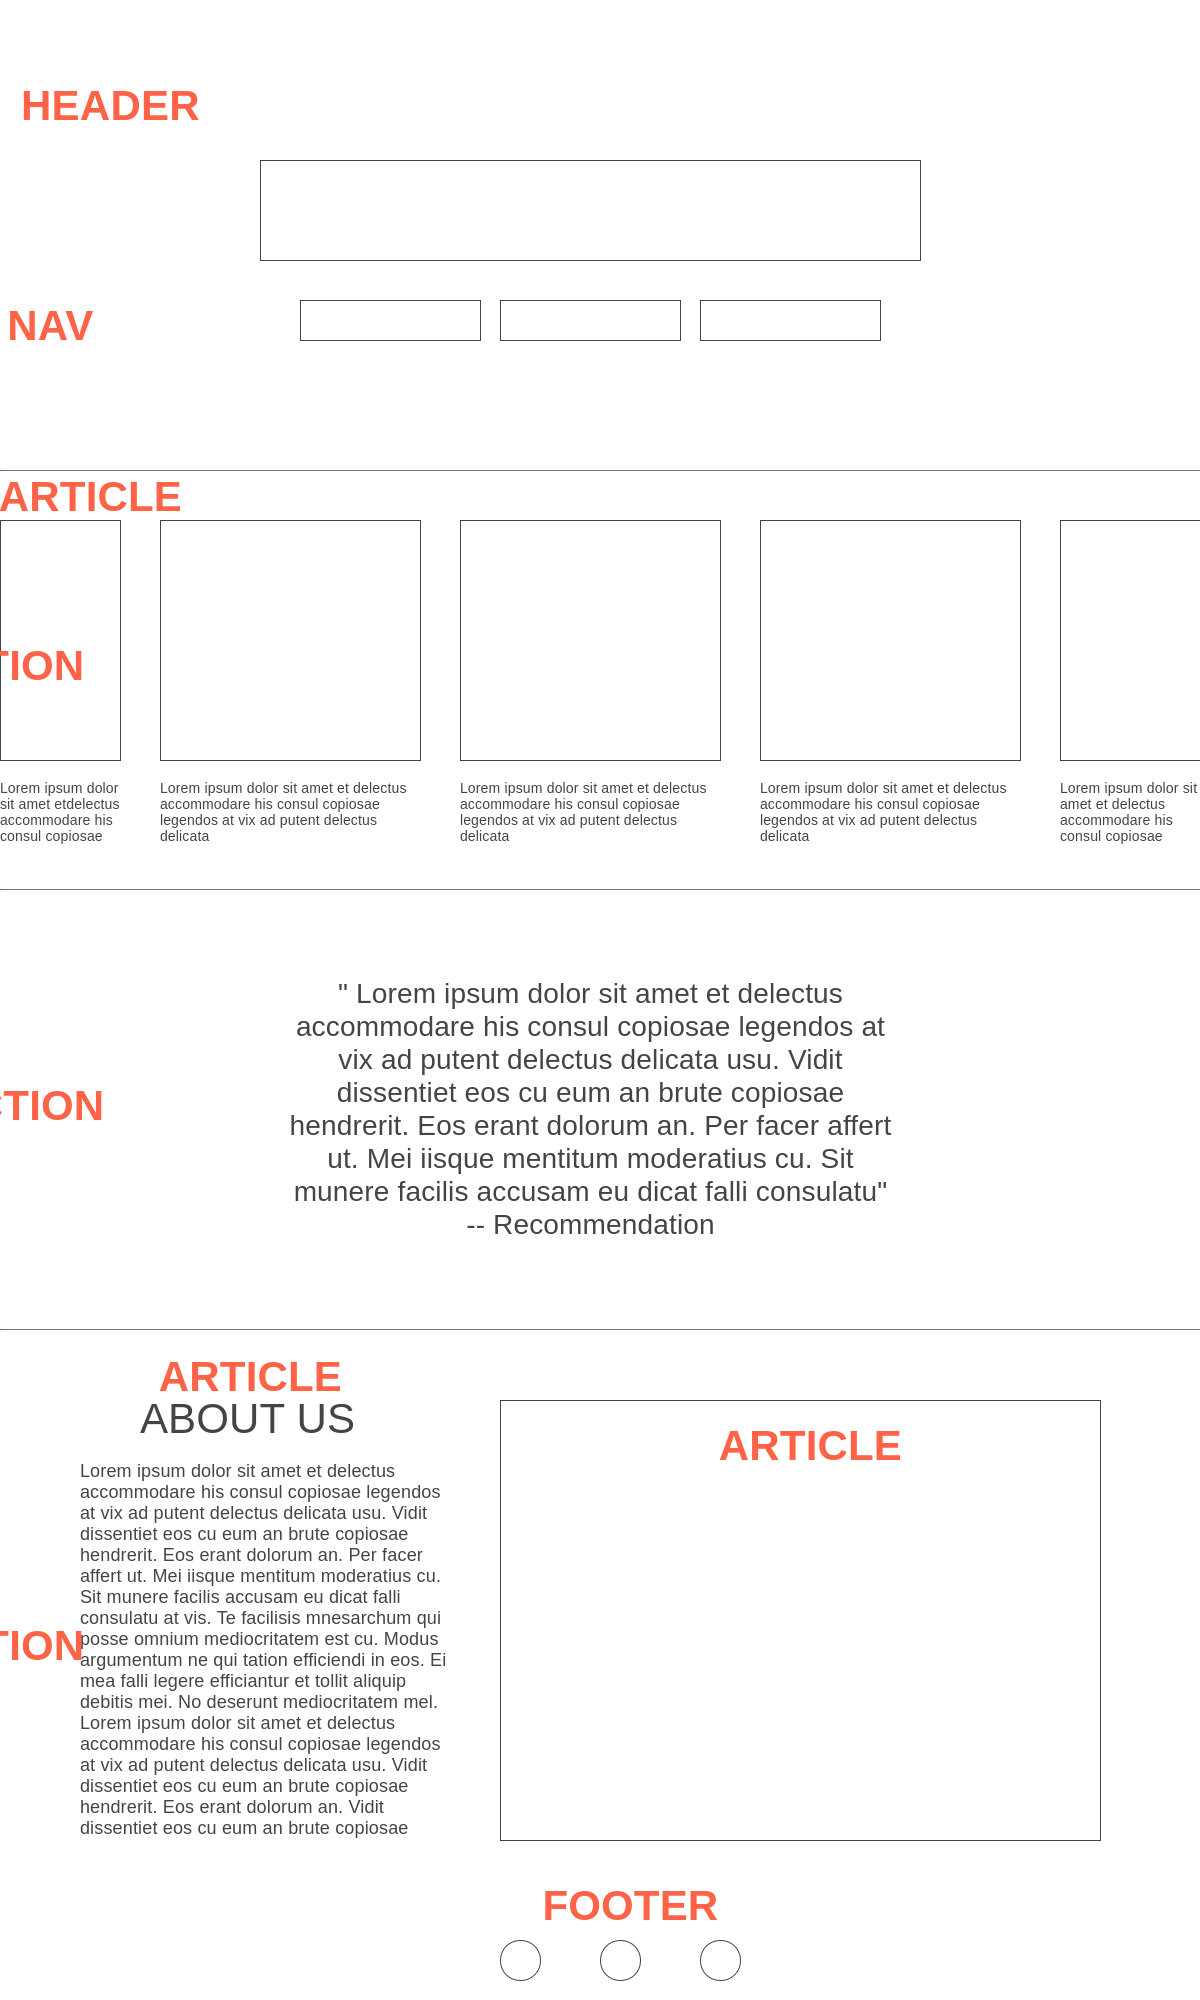 HEADER
NAV
ARTICLE
TION
Lorem ipsum dolor
sit amet etdelectus
accommodare his
consul copiosae
Lorem ipsum dolor sit amet et delectus
accommodare his consul copiosae
legendos at vix ad putent delectus
delicata
Lorem ipsum dolor sit amet et delectus
accommodare his consul copiosae
legendos at vix ad putent delectus
delicata
Lorem ipsum dolor sit amet et delectus
accommodare his consul copiosae
legendos at vix ad putent delectus
delicata
Lorem ipsum dolor sit
amet et delectus
accommodare his
consul copiosae
" Lorem ipsum dolor sit amet et delectus
accommodare his consul copiosae legendos at
vix ad putent delectus delicata usu. Vidit
dissentiet eos cu eum an brute copiosae
hendrerit. Eos erant dolorum an. Per facer affert
ut. Mei iisque mentitum moderatius cu. Sit
munere facilis accusam eu dicat falli consulatu"
-- Recommendation
CTION
ARTICLE
ABOUT US
Lorem ipsum dolor sit amet et delectus
accommodare his consul copiosae legendos
at vix ad putent delectus delicata usu. Vidit
dissentiet eos cu eum an brute copiosae
hendrerit. Eos erant dolorum an. Per facer
affert ut. Mei iisque mentitum moderatius cu.
Sit munere facilis accusam eu dicat falli
consulatu at vis. Te facilisis mnesarchum qui
posse omnium mediocritatem est cu. Modus
argumentum ne qui tation efficiendi in eos. Ei
mea falli legere efficiantur et tollit aliquip
debitis mei. No deserunt mediocritatem mel.
Lorem ipsum dolor sit amet et delectus
accommodare his consul copiosae legendos
at vix ad putent delectus delicata usu. Vidit
dissentiet eos cu eum an brute copiosae
hendrerit. Eos erant dolorum an. Vidit
dissentiet eos cu eum an brute copiosae
TION
ARTICLE
FOOTER